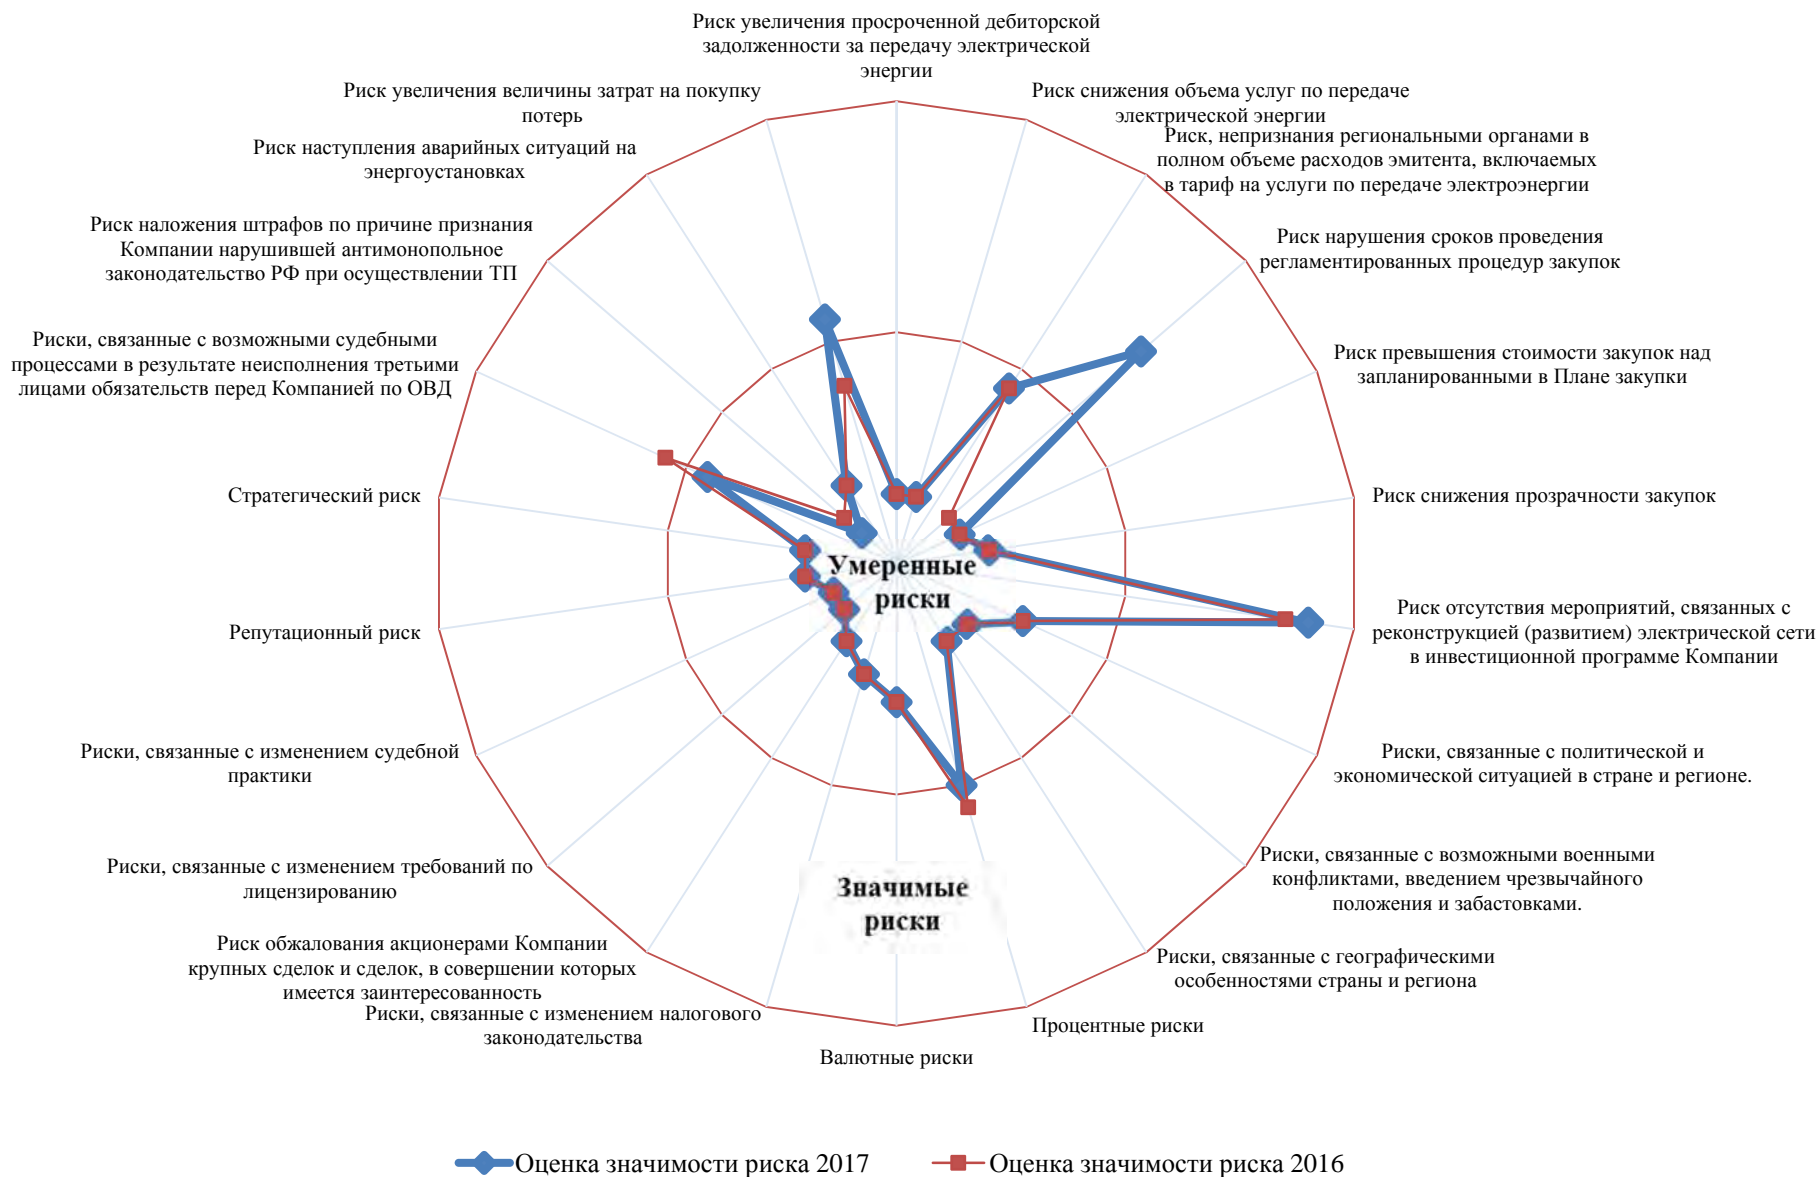 Риск увеличения просроченной дебиторской
задолженности за передачу электрической
энергии
Риск снижения объема услуг по передаче
электрической энергии
Риск, непризнания региональными органами в
полном объеме расходов эмитента, включаемых
в тариф на услуги по передаче электроэнергии
Риск нарушения сроков проведения
регламентированных процедур закупок
Риск превышения стоимости закупок над
запланированными в Плане закупки
Риск снижения прозрачности закупок
Риск отсутствия мероприятий, связанных с
реконструкцией (развитием) электрической сети
в инвестиционной программе Компании
Риски, связанные с политической и
экономической ситуацией в стране и регионе.
Риски, связанные с возможными военными
конфликтами, введением чрезвычайного
положения и забастовками.
Риски, связанные с географическими
особенностями страны и региона
Процентные риски
Валютные риски
Риски, связанные с изменением налогового
законодательства
Риск обжалования акционерами Компании
крупных сделок и сделок, в совершении которых
имеется заинтересованность
Риски, связанные с изменением требований по
лицензированию
Риски, связанные с изменением судебной
практики
Репутационный риск
Стратегический риск
Риски, связанные с возможными судебными
процессами в результате неисполнения третьими
лицами обязательств перед Компанией по ОВД
Риск наложения штрафов по причине признания
Компании нарушившей антимонопольное
законодательство РФ при осуществлении ТП
Риск наступления аварийных ситуаций на
энергоустановках
Риск увеличения величины затрат на покупку
потерь
Умеренные
риски
Значимые
риски
Оценка значимости риска 2017
Оценка значимости риска 2016